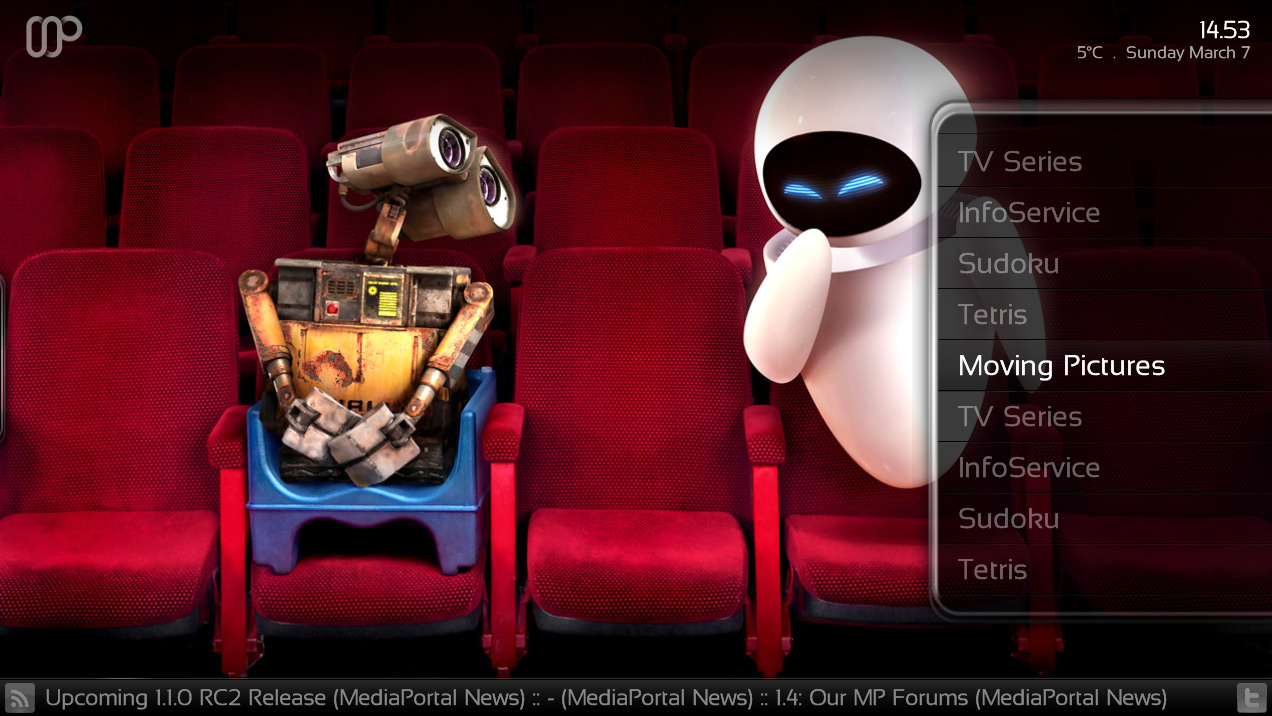 MP
14.53
5°C . Sunday March 7
TV Series
InfoService
Sudoku
Tetris
Moving Pictures
TV Series
InfoService
Sudoku
Tetris
Upcoming 1.1.0 RC2 Release (MediaPortal News) :: - (MediaPortal News) :: 1.4: Our MP Forums (MediaPortal News)